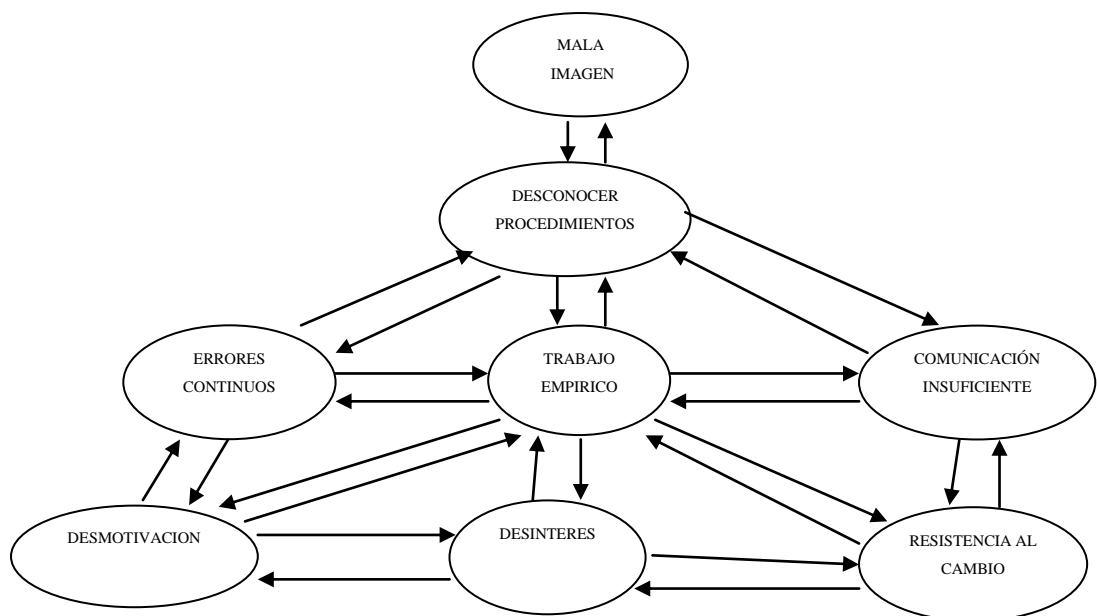 MALA
IMAGEN
DESCONOCER
PROCEDIMIENTOS
ERRORES
CONTINUOS
TRABAJO
EMPIRICO
COMUNICACIÓN
INSUFICIENTE
DESMOTIVACION
DESINTERES
RESISTENCIA AL
CAMBIO